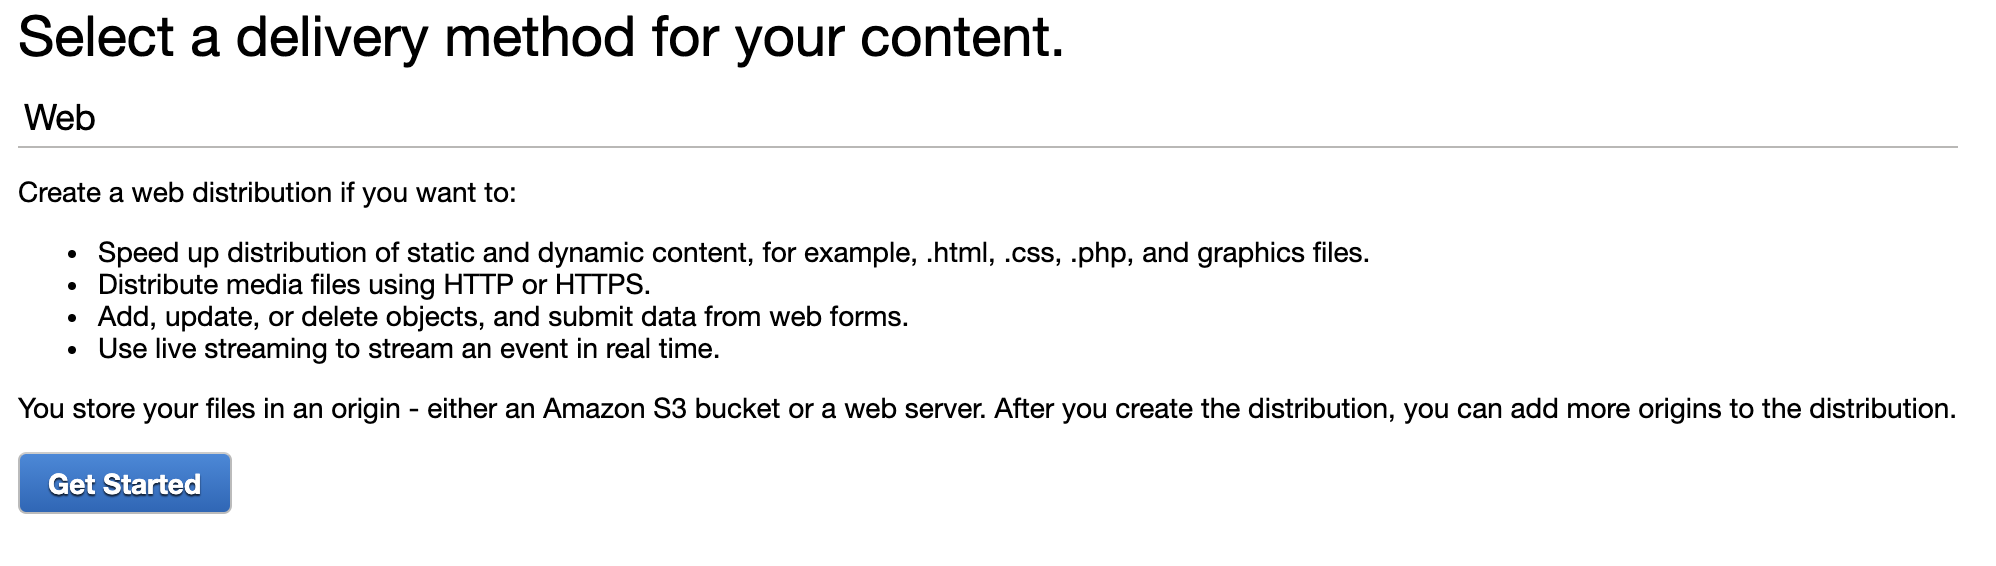 Select a delivery method for your content.
Web
Create a web distribution if you want to:
• Speed up distribution of static and dynamic content, for example, .html, .css, .php, and graphics files.
• Distribute media files using HTTP or HTTPS.
• Add, update, or delete objects, and submit data from web forms.
• Use live streaming to stream an event in real time.
You store your files in an origin - either an Amazon S3 bucket or a web server. After you create the distribution, you can add more origins to the distribution.
Get Started